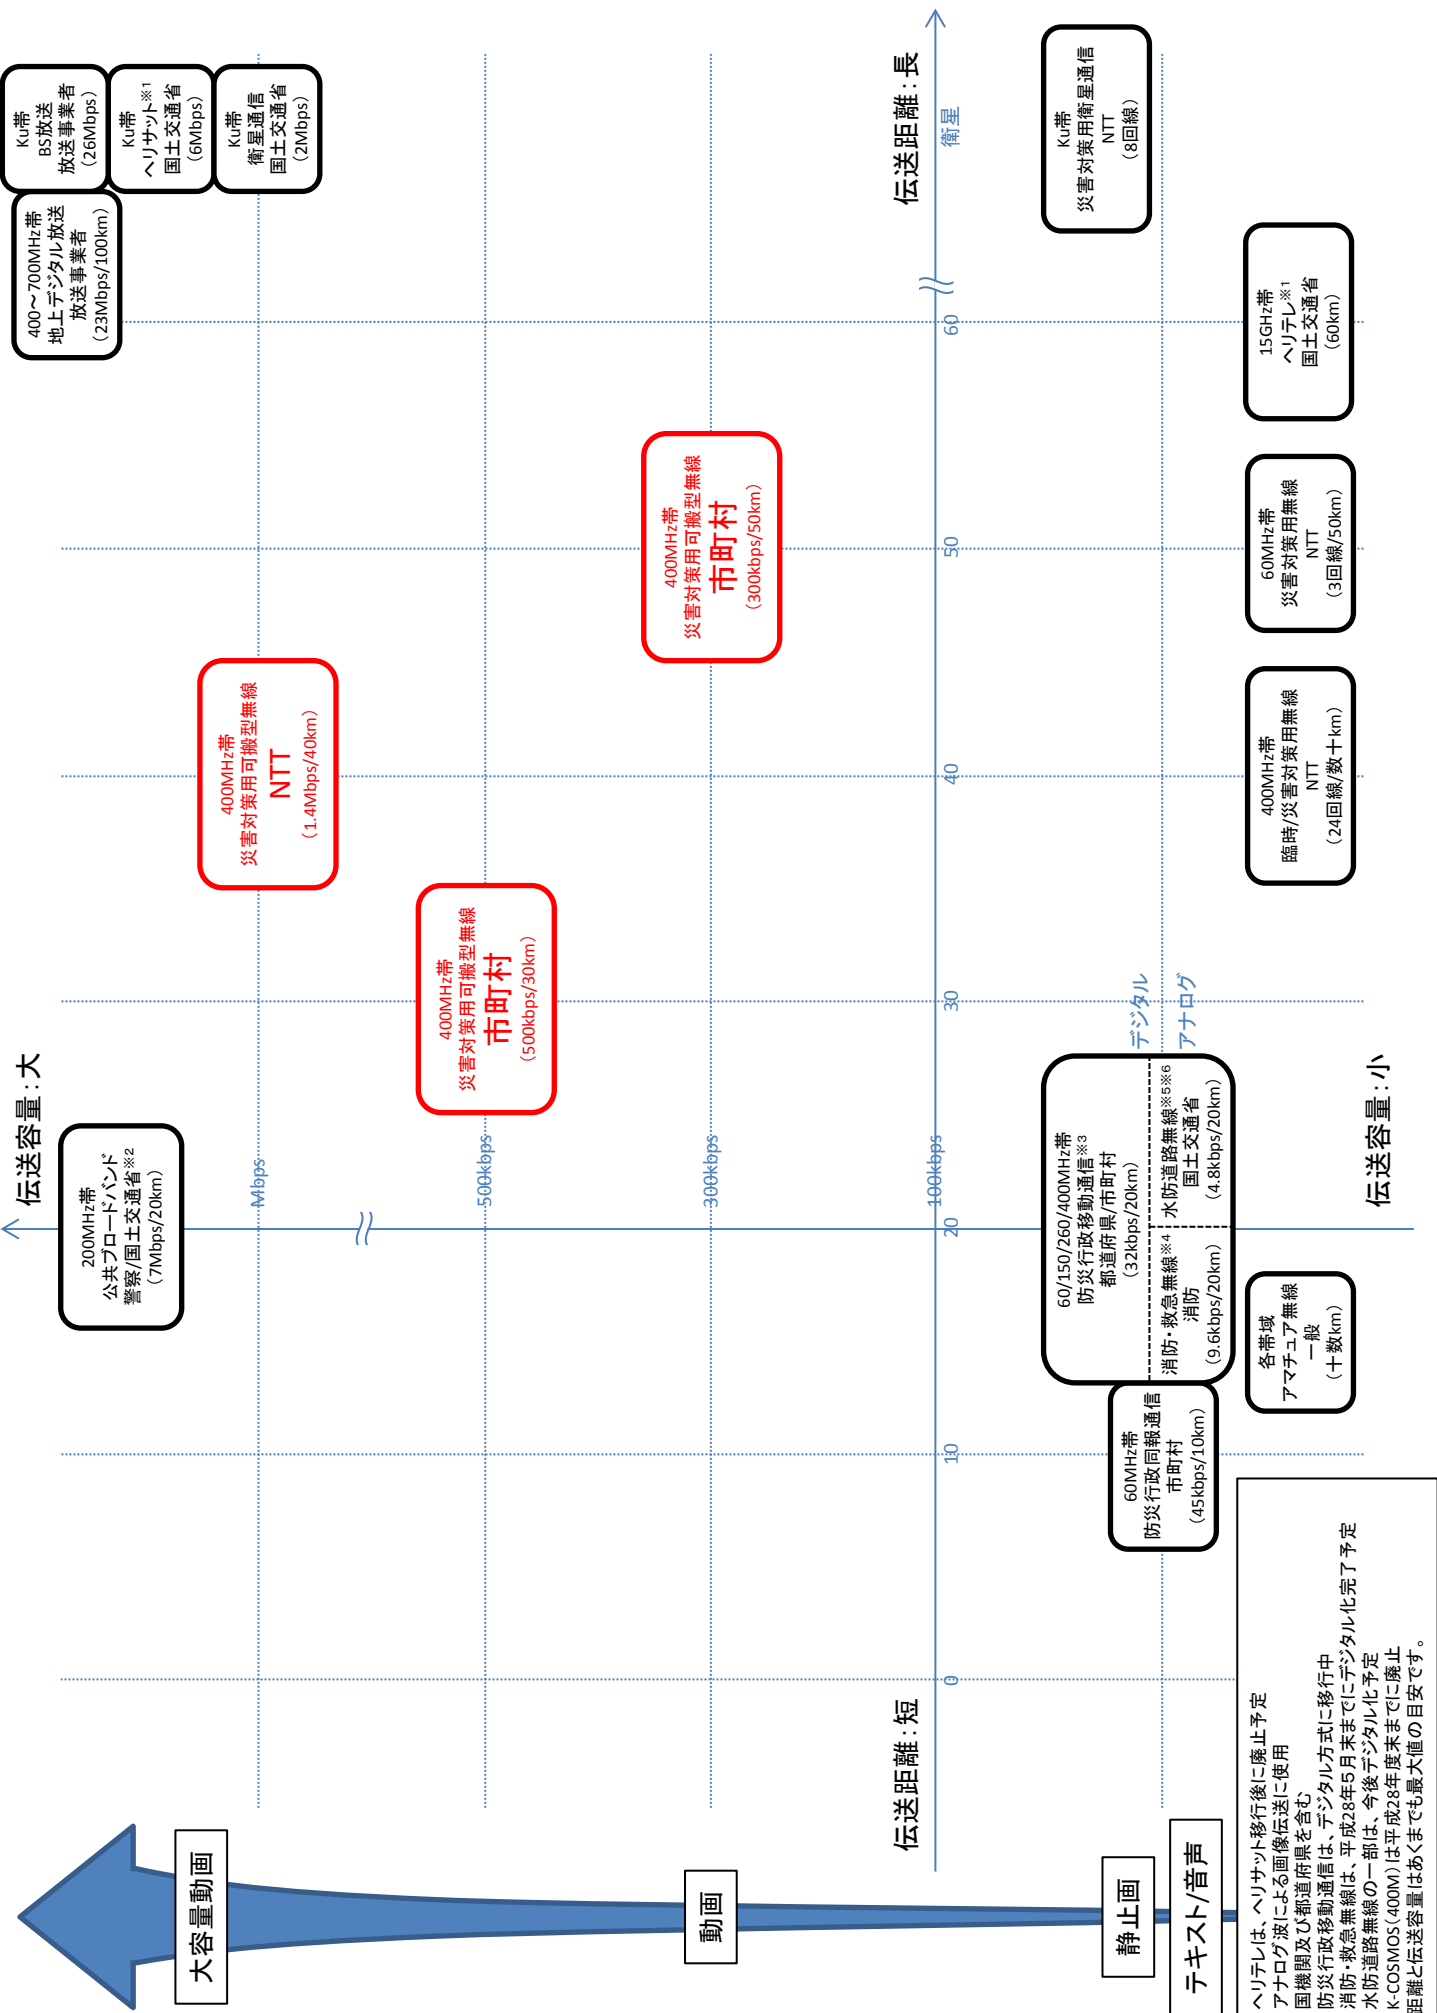 伝送容量:大
200MHz帯
公共ブロードバンド
警察/国土交通省※2
(7Mbps/20km)
400～700MHz帯
地上デジタル放送
放送事業者
(23Mbps/100km)
Ku帯
BS放送
放送事業者
(26Mbps)
Ku帯
ヘリサット※1
国土交通省
(6Mbps)
Ku帯
衛星通信
国土交通省
(2Mbps)
大容量動画
Mbps
400MHz帯
災害対策用可搬型無線
NTT
(1.4Mbps/40km)
500kbps
400MHz帯
災害対策用可搬型無線
市町村
(500kbps/30km)
動画
300kbps
400MHz帯
災害対策用可搬型無線
市町村
(300kbps/50km)
伝送距離:短
伝送距離:長
100kbps
0
10
20
30
40
50
60
衛星
静止画
テキスト/音声
60MHz帯
防災行政同報通信
市町村
(45kbps/10km)
60/150/260/400MHz帯
防災行政移動通信※3
都道府県/市町村
(32kbps/20km)
消防・救急無線※4
消防
(9.6kbps/20km)
水防道路無線※5※6
国土交通省
(4.8kbps/20km)
デジタル
アナログ
Ku帯
災害対策用衛星通信
NTT
(8回線)
各帯域
アマチュア無線
一般
(十数km)
400MHz帯
臨時/災害対策用無線
NTT
(24回線/数十km)
60MHz帯
災害対策用無線
NTT
(3回線/50km)
15GHz帯
ヘリテレ※1
国土交通省
(60km)
伝送容量:小
ヘリテレは、ヘリサット移行後に廃止予定
アナログ波による画像伝送に使用
国機関及び都道府県を含む
防災行政移動通信は、デジタル方式に移行中
消防・救急無線は、平成28年5月末までにデジタル化完了予定
水防道路無線の一部は、今後デジタル化予定
K-COSMOS(400M)は平成28年度末までに廃止
距離と伝送容量はあくまでも最大値の目安です。